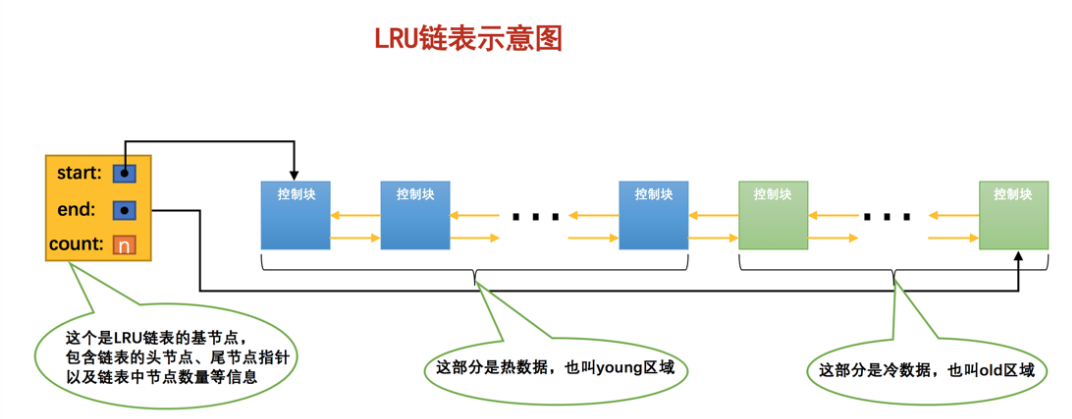 LRU链表示意图
start:
end:
count: n
控制块
控制块
控制块
控制块
控制块
这个是LRU链表的基节点，
包含链表的头节点、尾节点指针
以及链表中节点数量等信息
这部分是热数据，也叫young区域
这部分是冷数据，也叫old区域